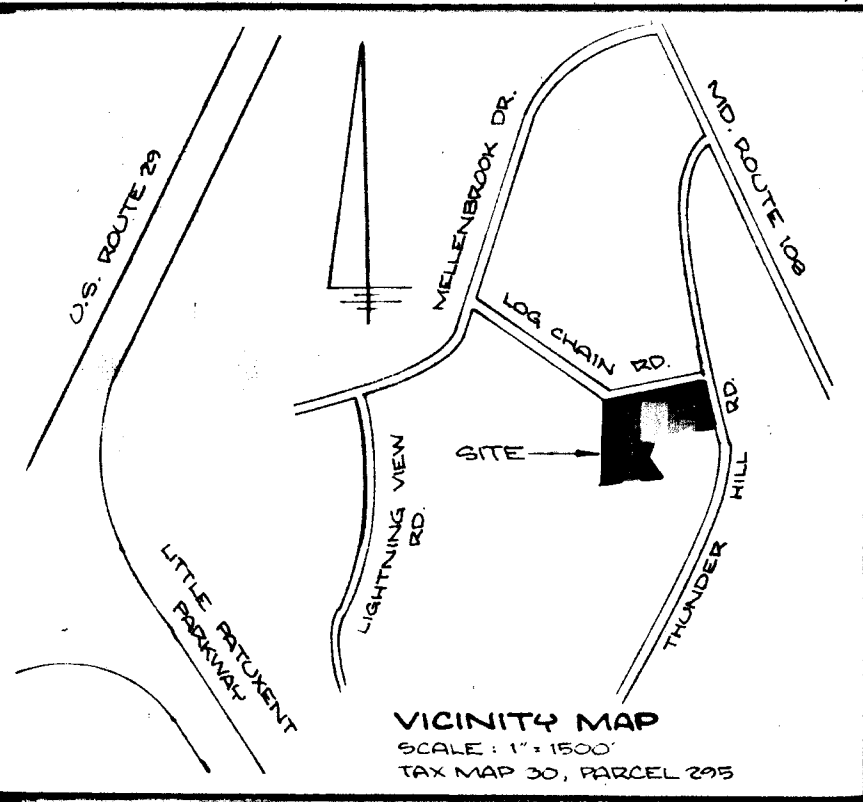 U.S. ROUTE 29
MELLENBROOK DR.
MD. ROUTE 108
LOG CHAIN RD.
SITE
LIGHTNING VIEW
RD.
THUNDER HILL RD.
LITTLE PATUXENT
PARKWAY
VICINITY MAP
SCALE : 1" = 1500'
TAX MAP 30, PARCEL 295